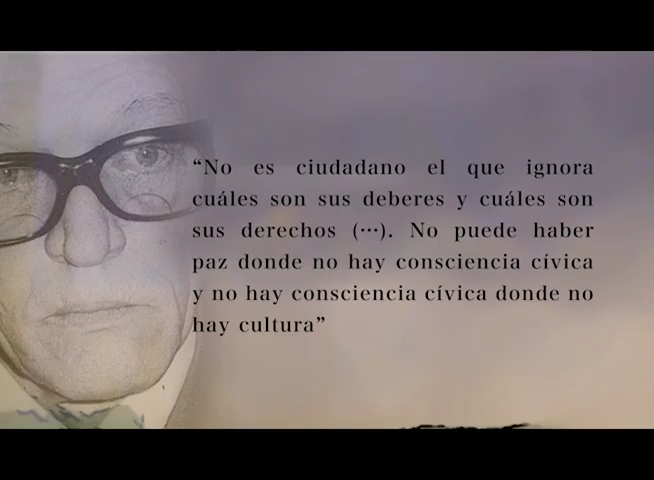 “No es ciudadano el que ignora
cuáles son sus deberes y cuáles son
sus derechos (···). No puede haber
paz donde no hay consciencia cívica
y no hay consciencia cívica donde no
hay cultura”